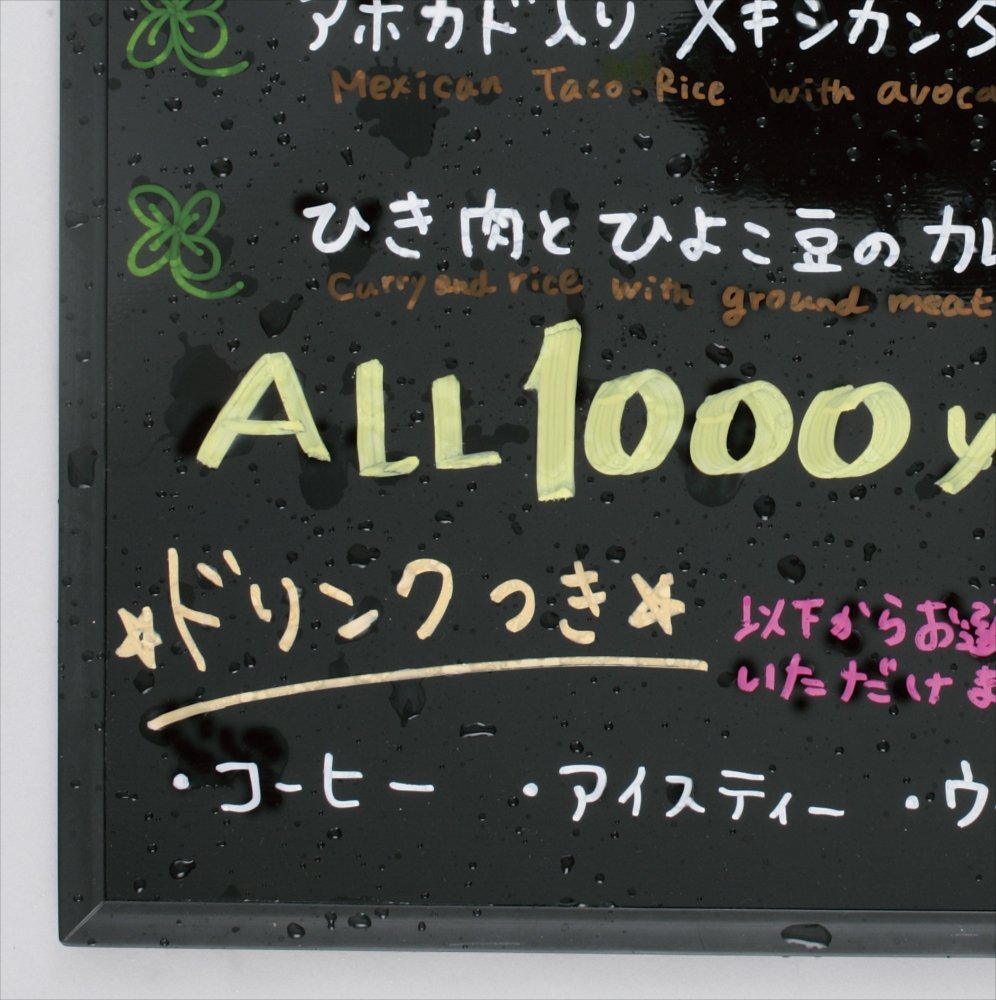 アボカド入り メキシカンタ
Mexican Taco Rice with avoca
ひき肉とひよこ豆のカレ
Curry and rice with ground meat
ALL 1000 y
☆ドリンクつき☆
以下からお選
いただけま
・コーヒー ・アイスティー ・ウ